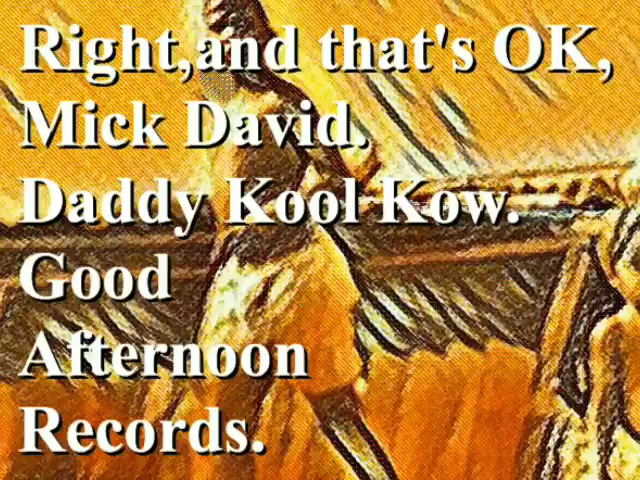 Right,and that's OK,
Mick David.
Daddy Kool Kow.
Good
Afternoon
Records.